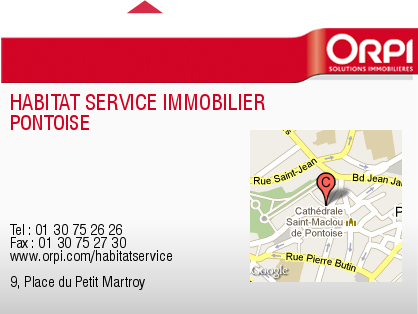 ORPI
SOLUTIONS IMMOBILIÈRES
HABITAT SERVICE IMMOBILIER
PONTOISE
Rue Saint-Jean
Bd Jean Jau
C
Cathédrale
Saint-Maclou
de Pontoise
Rue Pierre Butin
Google
Tel : 01 30 75 26 26
Fax : 01 30 75 27 30
www.orpi.com/habitatservice
9, Place du Petit Martroy